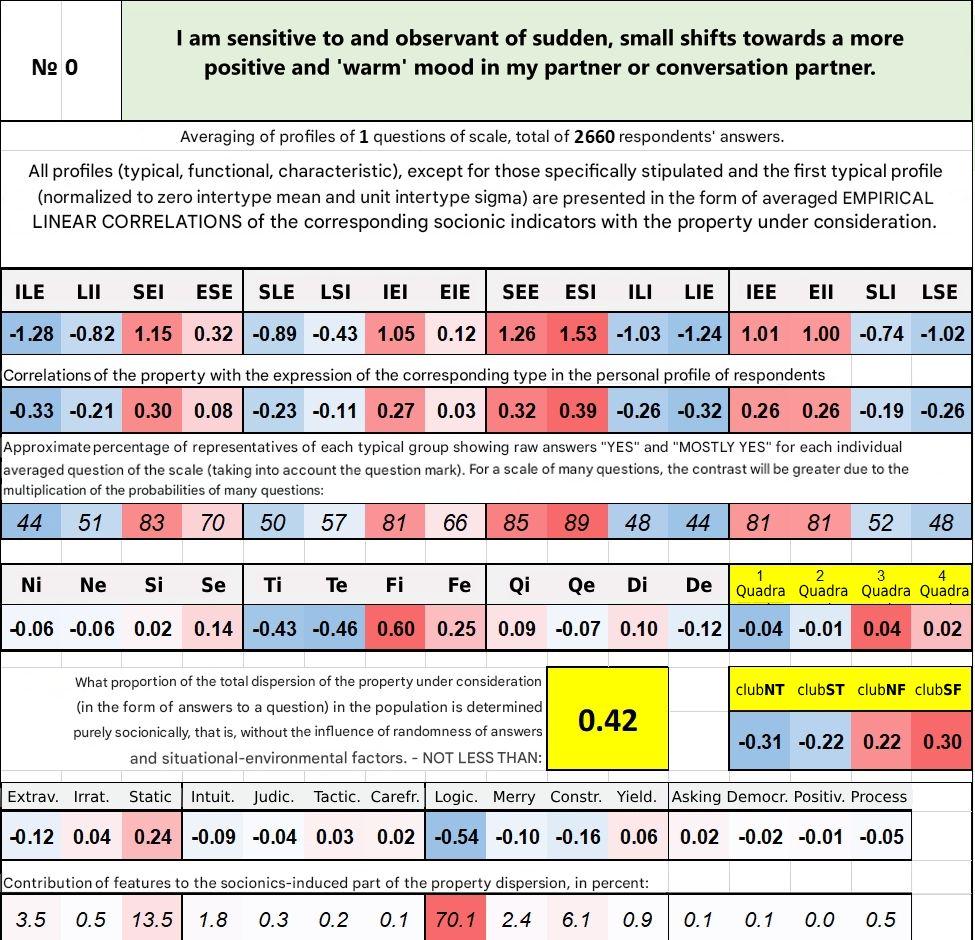 № 0
I am sensitive to and observant of sudden, small shifts towards a more
positive and 'warm' mood in my partner or conversation partner.
Averaging of profiles of 1 questions of scale, total of 2660 respondents' answers.
All profiles (typical, functional, characteristic), except for those specifically stipulated and the first typical profile
(normalized to zero intertype mean and unit intertype sigma) are presented in the form of averaged EMPIRICAL
LINEAR CORRELATIONS of the corresponding socionic indicators with the property under consideration.
ILE LII SEI ESE SLE LSI IEI EIE SEE ESI ILI LIE IEE EII SLI LSE
-1.28 -0.82 1.15 0.32 -0.89 -0.43 1.05 0.12 1.26 1.53 -1.03 -1.24 1.01 1.00 -0.74 -1.02
Correlations of the property with the expression of the corresponding type in the personal profile of respondents
-0.33 -0.21 0.30 0.08 -0.23 -0.11 0.27 0.03 0.32 0.39 -0.26 -0.32 0.26 0.26 -0.19 -0.26
Approximate percentage of representatives of each typical group showing raw answers "YES" and "MOSTLY YES" for each individual
averaged question of the scale (taking into account the question mark). For a scale of many questions, the contrast will be greater due to the
multiplication of the probabilities of many questions:
44 51 83 70 50 57 81 66 85 89 48 44 81 81 52 48
Ni Ne Si Se Ti Te Fi Fe Qi Qe Di De 1 Quadra 2 Quadra 3 Quadra 4 Quadra
-0.06 -0.06 0.02 0.14 -0.43 -0.46 0.60 0.25 0.09 -0.07 0.10 -0.12 -0.04 -0.01 0.04 0.02
What proportion of the total dispersion of the property under consideration
(in the form of answers to a question) in the population is determined
purely socionically, that is, without the influence of randomness of answers
and situational-environmental factors. - NOT LESS THAN:
0.42
clubNT clubST clubNF clubSF
-0.31 -0.22 0.22 0.30
Extrav. Irrat. Static Intuit. Judic. Tactic. Carefr. Logic. Merry Constr. Yield. Asking Democr. Positiv. Process
-0.12 0.04 0.24 -0.09 -0.04 0.03 0.02 -0.54 -0.10 -0.16 0.06 0.02 -0.02 -0.01 -0.05
Contribution of features to the socionics-induced part of the property dispersion, in percent:
3.5 0.5 13.5 1.8 0.3 0.2 0.1 70.1 2.4 6.1 0.9 0.1 0.1 0.0 0.5